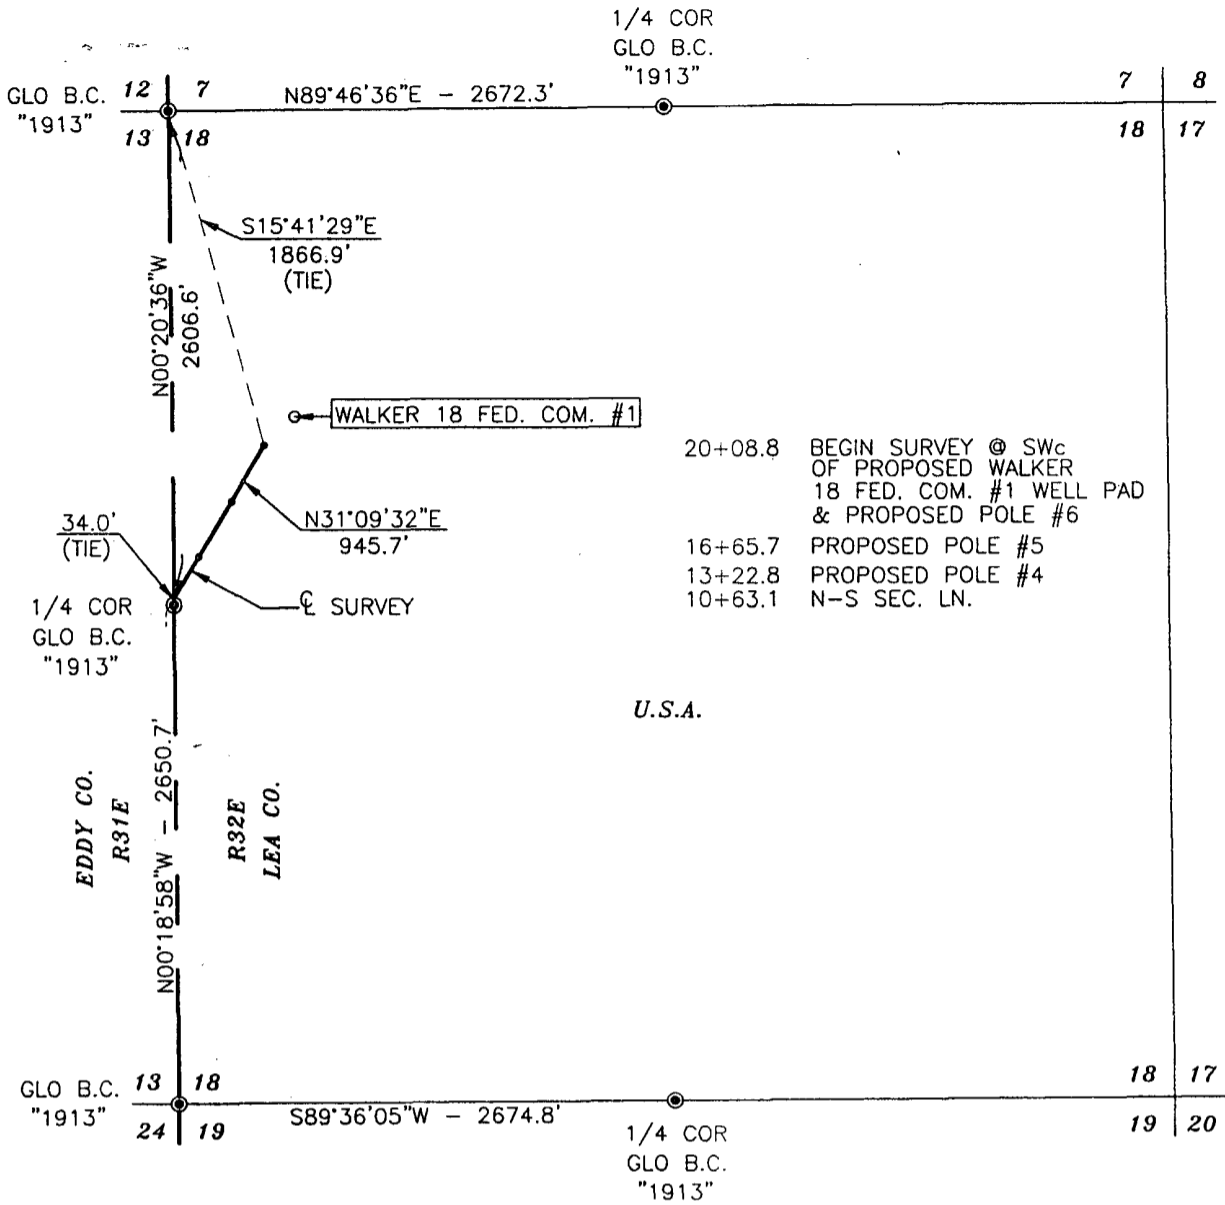 1/4 COR
GLO B.C.
"1913"
GLO B.C.
"1913"
12 7
13 18
N89°46'36"E - 2672.3'
7 8
18 17
S15°41'29"E
1866.9'
(TIE)
N00°20'36"W
2606.6'
WALKER 18 FED. COM. #1
20+08.8 BEGIN SURVEY @ SWc
OF PROPOSED WALKER
18 FED. COM. #1 WELL PAD
& PROPOSED POLE #6
16+65.7 PROPOSED POLE #5
13+22.8 PROPOSED POLE #4
10+63.1 N-S SEC. LN.
N31°09'32"E
945.7'
34.0'
(TIE)
℄ SURVEY
1/4 COR
GLO B.C.
"1913"
U.S.A.
N00°18'58"W - 2650.7'
EDDY CO.
R31E
R32E
LEA CO.
GLO B.C.
"1913"
13 18
24 19
S89°36'05"W - 2674.8'
1/4 COR
GLO B.C.
"1913"
18 17
19 20